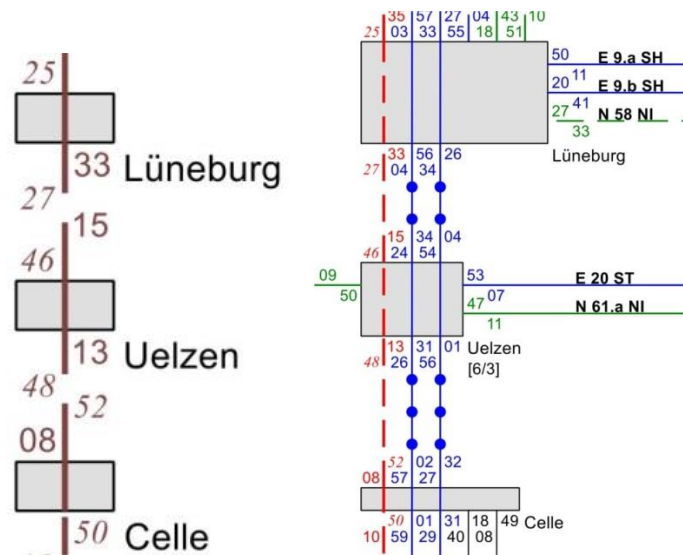 25
33 Lüneburg
27
15
46
13 Uelzen
48
52
08
50 Celle
35 57 27 04 43 10
25 03 33 55 18 51
50 E 9.a SH
11
20 E 9.b SH
41
27 N 58 NI
33
Lüneburg
33 56 26
27 04 34
15 34 04
46 24 54
09
50
53 E 20 ST
07
47 N 61.a NI
11
13 31 01 Uelzen
48 26 56 [6/3]
52 02 32
08 57 27
50 01 31 18 49 Celle
10 59 29 40 08